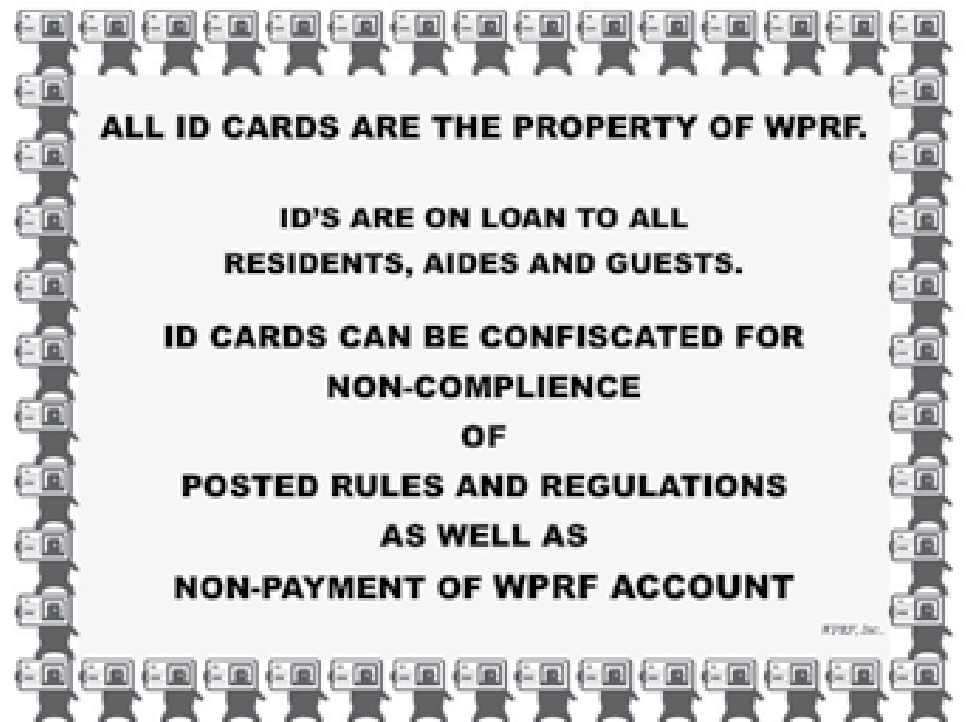 ALL ID CARDS ARE THE PROPERTY OF WPRF.
ID'S ARE ON LOAN TO ALL
RESIDENTS, AIDES AND GUESTS.
ID CARDS CAN BE CONFISCATED FOR
NON-COMPLIENCE
OF
POSTED RULES AND REGULATIONS
AS WELL AS
NON-PAYMENT OF WPRF ACCOUNT
WPRF, Inc.